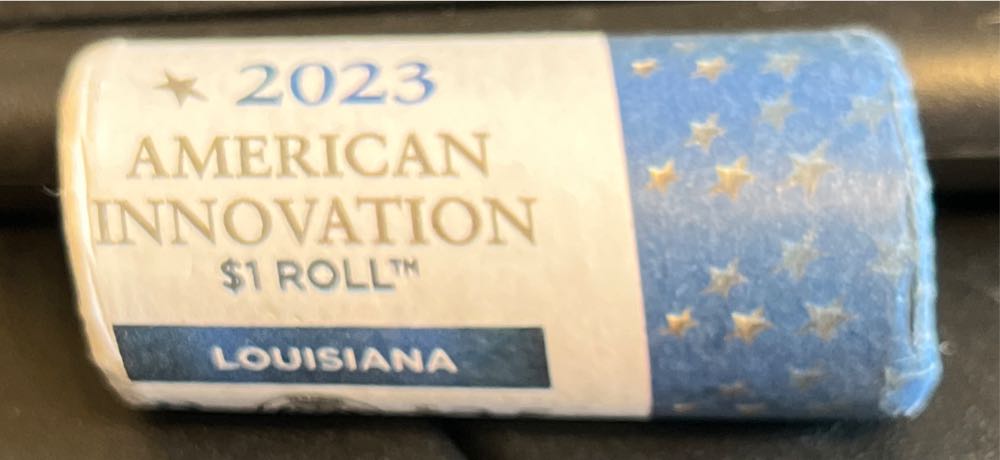 2023
AMERICAN
INNOVATION
$1 ROLL™
LOUISIANA